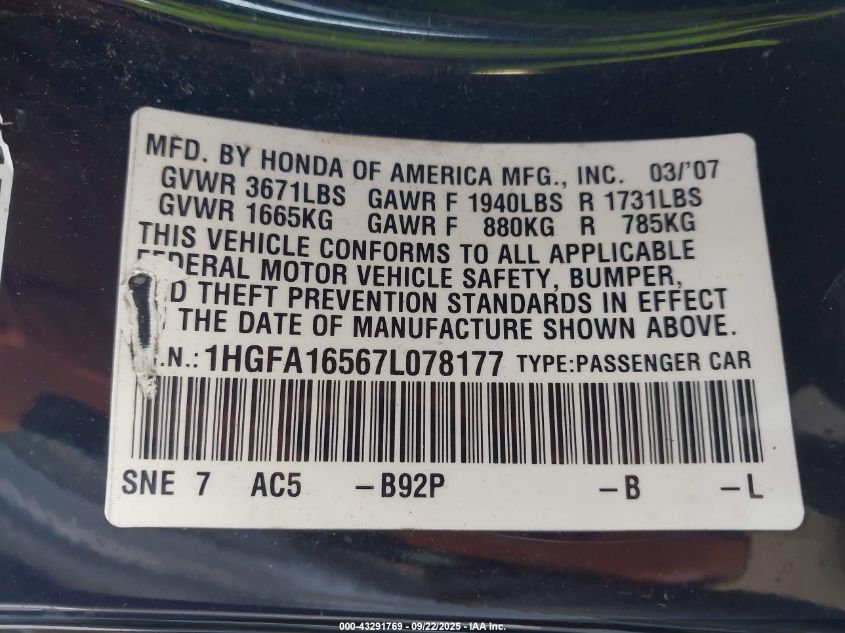 MFD. BY HONDA OF AMERICA MFG., INC. 03/'07
GVWR 3671LBS GAWR F 1940LBS R 1731LBS
GVWR 1665KG GAWR F 880KG R 785KG
THIS VEHICLE CONFORMS TO ALL APPLICABLE
FEDERAL MOTOR VEHICLE SAFETY, BUMPER,
D THEFT PREVENTION STANDARDS IN EFFECT
THE DATE OF MANUFACTURE SHOWN ABOVE.
.N.: 1HGFA16567L078177 TYPE:PASSENGER CAR
SNE 7 AC5 -B92P -B -L
000-43291769 - 09/22/2025 - IAA Inc.